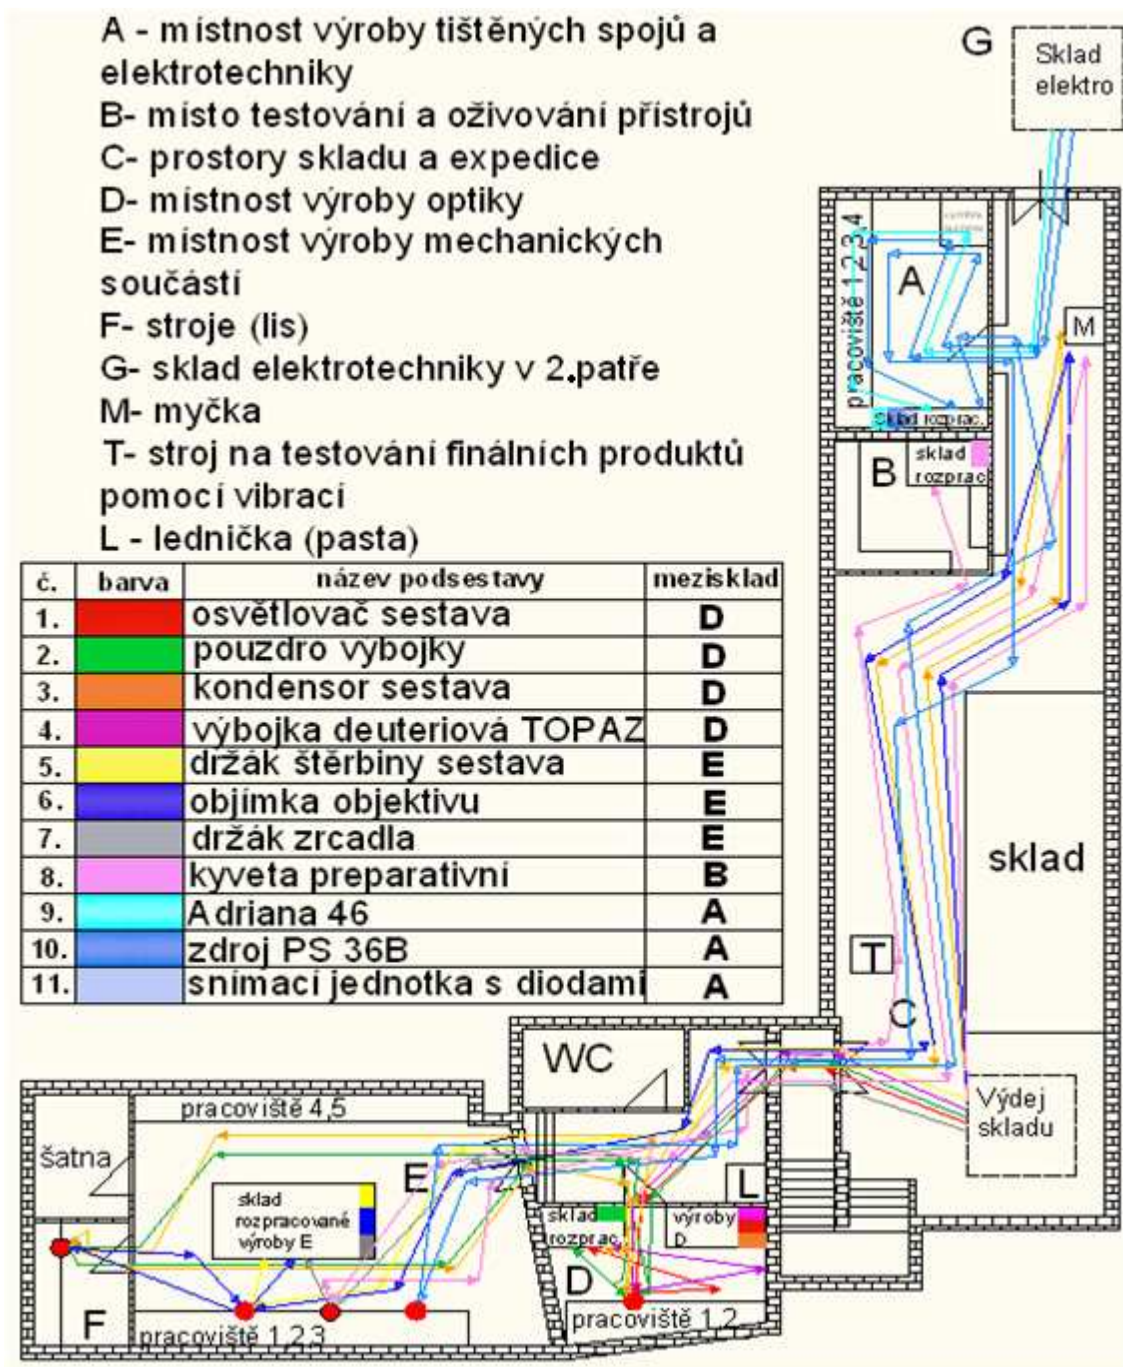 A - místnost výroby tištěných spojů a
elektrotechniky
B- místo testování a oživování přístrojů
C- prostory skladu a expedice
D- místnost výroby optiky
E- místnost výroby mechanických
součástí
F- stroje (lis)
G- sklad elektrotechniky v 2.patře
M- myčka
T- stroj na testování finálních produktů
pomocí vibrací
L - lednička (pasta)
č. barva název podsestavy mezisklad
1. osvětlovač sestava D
2. pouzdro výbojky D
3. kondensor sestava D
4. výbojka deuteriová TOPAZ D
5. držák štěrbiny sestava E
6. objímka objektivu E
7. držák zrcadla E
8. kyveta preparativní B
9. Adriana 46 A
10. zdroj PS 36B A
11. snímací jednotka s diodami A
G
Sklad
elektro
pracoviště 1,2,3,4
A
M
Sklad rozprac.
B
sklad
rozprac
sklad
T
C
Výdej
skladu
WC
pracoviště 4,5
šatna
E
sklad
rozpracované
výroby E
L
sklad
rozprac.
výroby
D
D
F
pracoviště 1,2,3
pracoviště 1,2